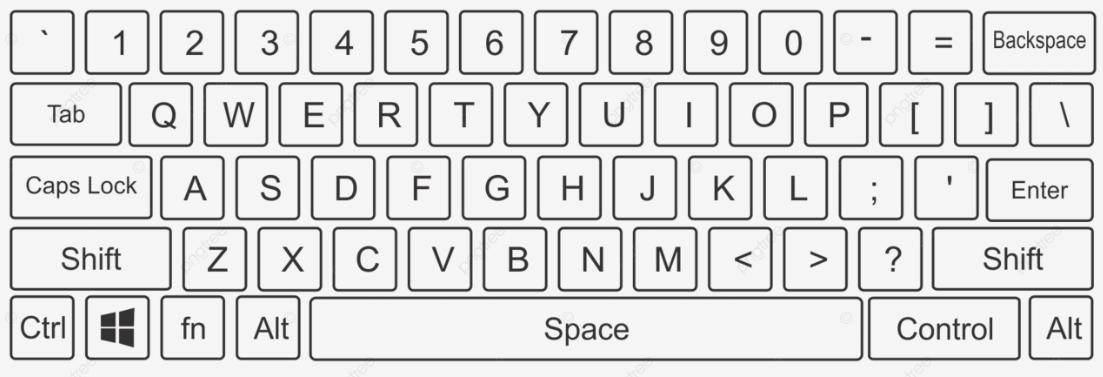 ` 1 2 3 4 5 6 7 8 9 0 - = Backspace
Tab Q W E R T Y U I O P [ ] \
Caps Lock A S D F G H J K L ; ' Enter
Shift Z X C V B N M < > ? Shift
Ctrl fn Alt Space Control Alt